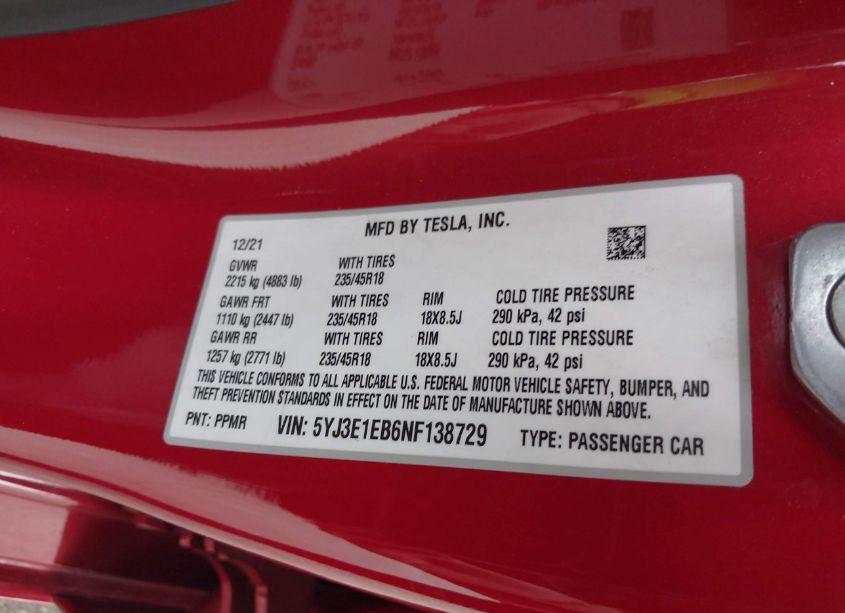 MFD BY TESLA, INC.
12/21
GVWR WITH TIRES
2215 kg (4883 lb) 235/45R18
GAWR FRT WITH TIRES RIM COLD TIRE PRESSURE
1110 kg (2447 lb) 235/45R18 18X8.5J 290 kPa, 42 psi
GAWR RR WITH TIRES RIM COLD TIRE PRESSURE
1257 kg (2771 lb) 235/45R18 18X8.5J 290 kPa, 42 psi
THIS VEHICLE CONFORMS TO ALL APPLICABLE U.S. FEDERAL MOTOR VEHICLE SAFETY, BUMPER, AND
THEFT PREVENTION STANDARDS IN EFFECT ON THE DATE OF MANUFACTURE SHOWN ABOVE.
PNT: PPMR VIN: 5YJ3E1EB6NF138729 TYPE: PASSENGER CAR